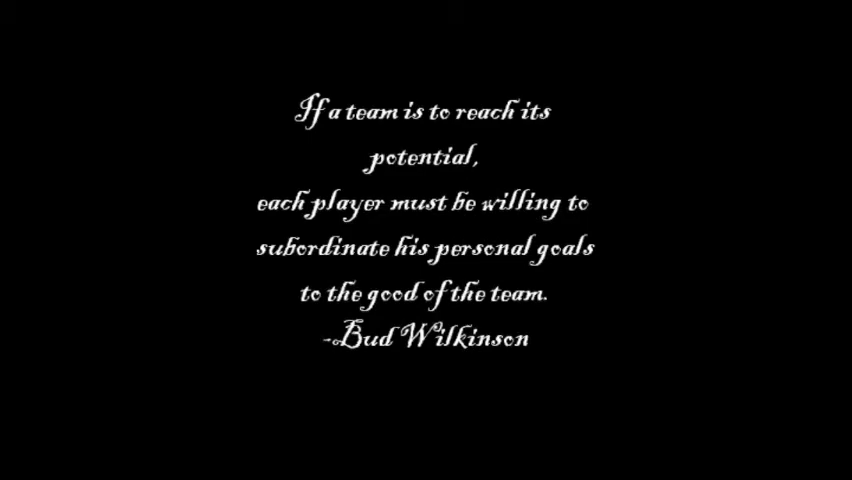 If a team is to reach its
potential,
each player must be willing to
subordinate his personal goals
to the good of the team.
-Bud Wilkinson